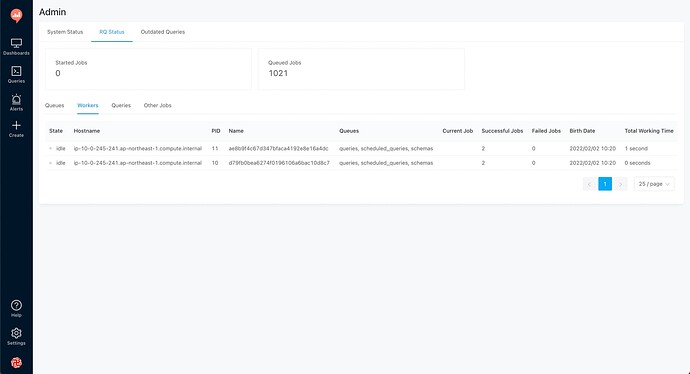 Admin
System Status RQ Status Outdated Queries
Started Jobs
0
Queued Jobs
1021
Queues Workers Queries Other Jobs
State Hostname PID Name Queues Current Job Successful Jobs Failed Jobs Birth Date Total Working Time
idle ip-10-0-245-241.ap-northeast-1.compute.internal 11 ae8b9f4c67d347bfaca4192e8e16a4dc queries, scheduled_queries, schemas 2 0 2022/02/02 10:20 1 second
idle ip-10-0-245-241.ap-northeast-1.compute.internal 10 d79fb0bea6274f0196106a6bac10d8c7 queries, scheduled_queries, schemas 2 0 2022/02/02 10:20 0 seconds
< 1 > 25 / page
Dashboards
Queries
Alerts
Create
Help
Settings